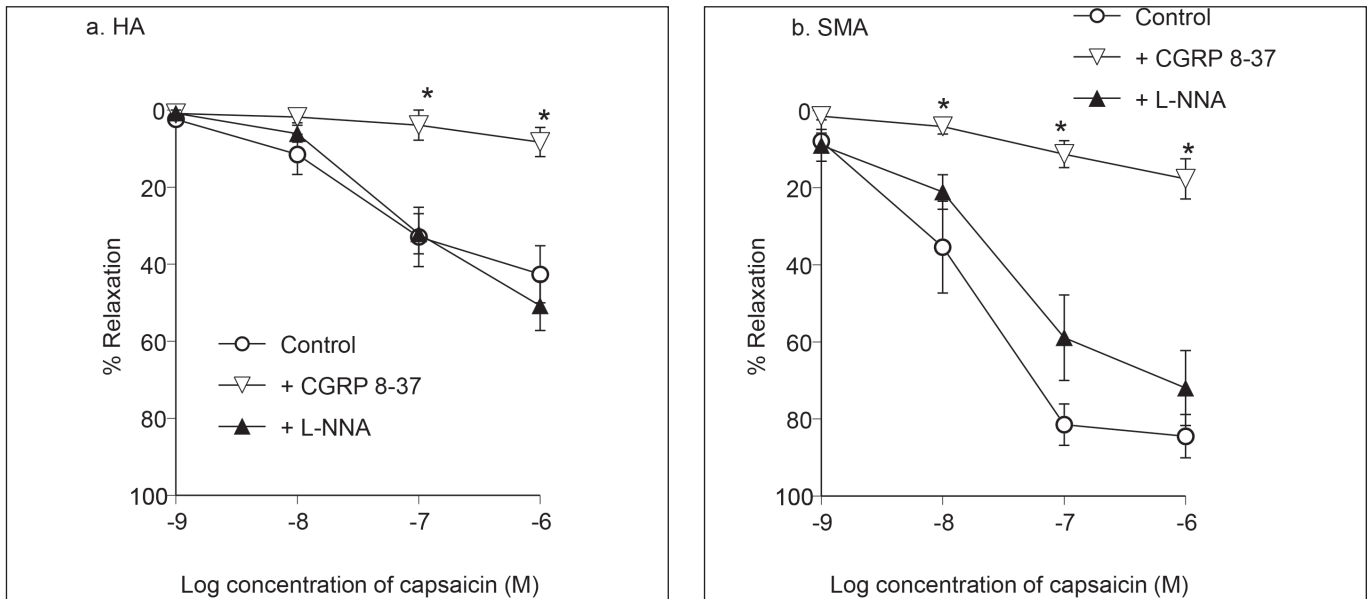 a. HA
*
*
0
20
40
60
80
100
% Relaxation
Control
+ CGRP 8-37
+ L-NNA
-9
-8
-7
-6
Log concentration of capsaicin (M)
b. SMA
Control
+ CGRP 8-37
+ L-NNA
*
*
*
0
20
40
60
80
100
% Relaxation
-9
-8
-7
-6
Log concentration of capsaicin (M)